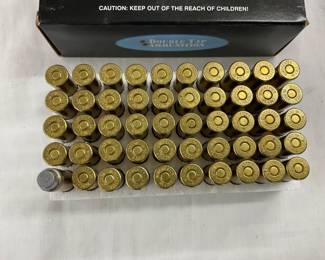 CAUTION: KEEP OUT OF THE REACH OF CHILDREN!
DOUBLE TAP
AMMUNITION